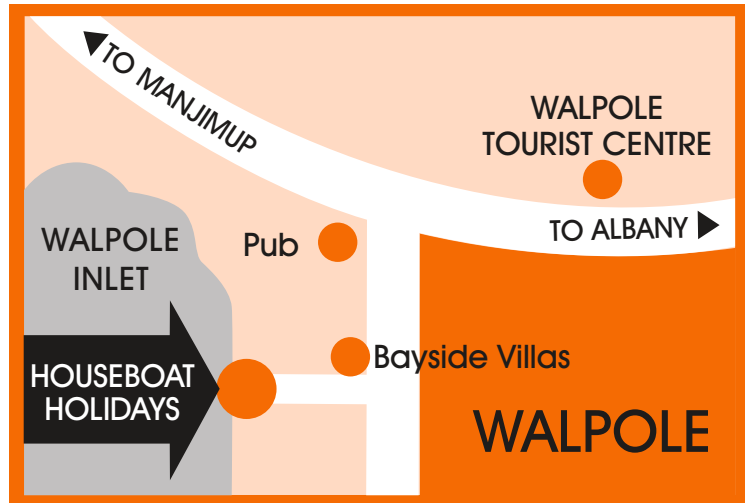 TO MANJIMUP
WALPOLE
TOURIST CENTRE
TO ALBANY
WALPOLE
INLET
Pub
Bayside Villas
HOUSEBOAT
HOLIDAYS
WALPOLE